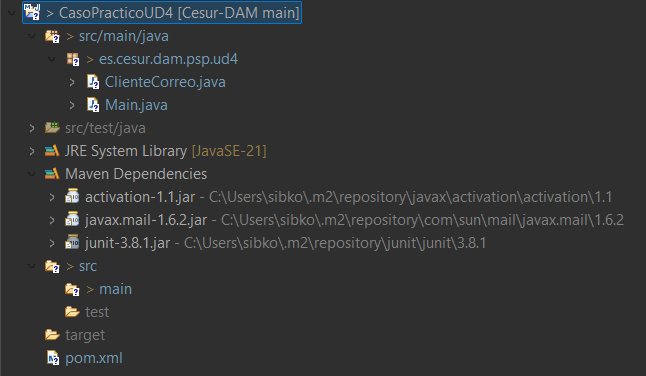 > CasoPracticoUD4 [Cesur-DAM main]
> src/main/java
> es.cesur.dam.psp.ud4
> ClienteCorreo.java
> Main.java
> src/test/java
> JRE System Library [JavaSE-21]
Maven Dependencies
> activation-1.1.jar - C:\Users\sibko\.m2\repository\javax\activation\activation\1.1
> javax.mail-1.6.2.jar - C:\Users\sibko\.m2\repository\com\sun\mail\javax.mail\1.6.2
> junit-3.8.1.jar - C:\Users\sibko\.m2\repository\junit\junit\3.8.1
> src
> main
test
target
pom.xml